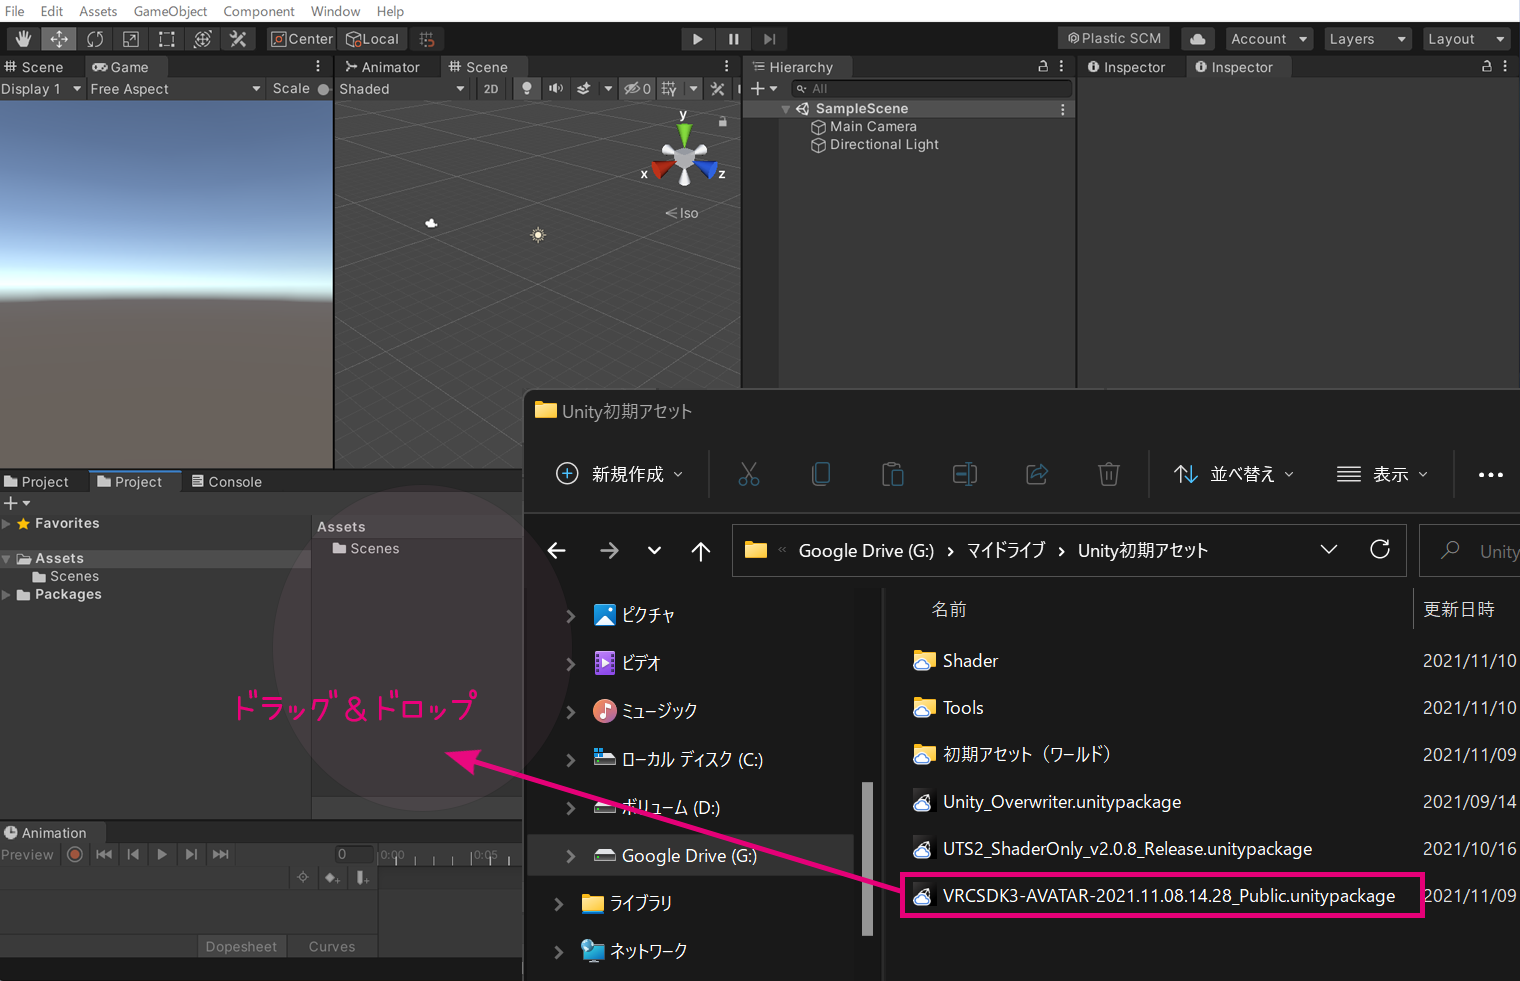 File Edit Assets GameObject Component Window Help
Center Local Plastic SCM Account Layers Layout
Scene Game Animator Scene Hierarchy Inspector Inspector
Display 1 Free Aspect Scale Shaded 2D 0 All
SampleScene
Main Camera
Directional Light
y
x z
Iso
Unity初期アセット
新規作成 並べ替え 表示
Project Project Console
Favorites
Assets
Scenes
Packages
Assets
Scenes
Google Drive (G:) › マイドライブ › Unity初期アセット
Unity
ピクチャ
ビデオ
ミュージック
ローカル ディスク (C:)
ボリューム (D:)
Google Drive (G:)
ライブラリ
ネットワーク
名前 更新日時
Shader 2021/11/10
Tools 2021/11/10
初期アセット（ワールド） 2021/11/09
Unity_Overwriter.unitypackage 2021/09/14
UTS2_ShaderOnly_v2.0.8_Release.unitypackage 2021/10/16
VRCSDK3-AVATAR-2021.11.08.14.28_Public.unitypackage 2021/11/09
ドラッグ＆ドロップ
Animation
Preview 0 0:00 0:05
Dopesheet Curves